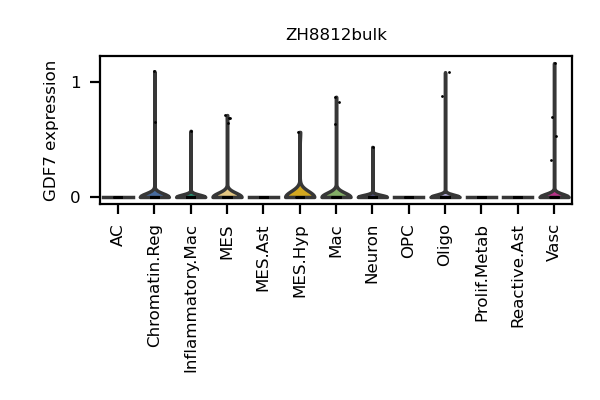 ZH8812bulk
GDF7 expression
1
0
AC
Chromatin.Reg
Inflammatory.Mac
MES
MES.Ast
MES.Hyp
Mac
Neuron
OPC
Oligo
Prolif.Metab
Reactive.Ast
Vasc